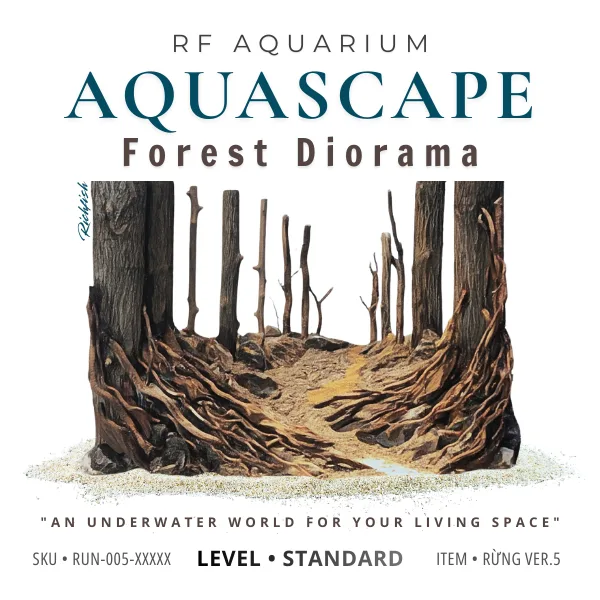 RF AQUARIUM
AQUASCAPE
Forest Diorama
Richfish
"AN UNDERWATER WORLD FOR YOUR LIVING SPACE"
SKU • RUN-005-XXXXX LEVEL • STANDARD ITEM • RỪNG VER.5